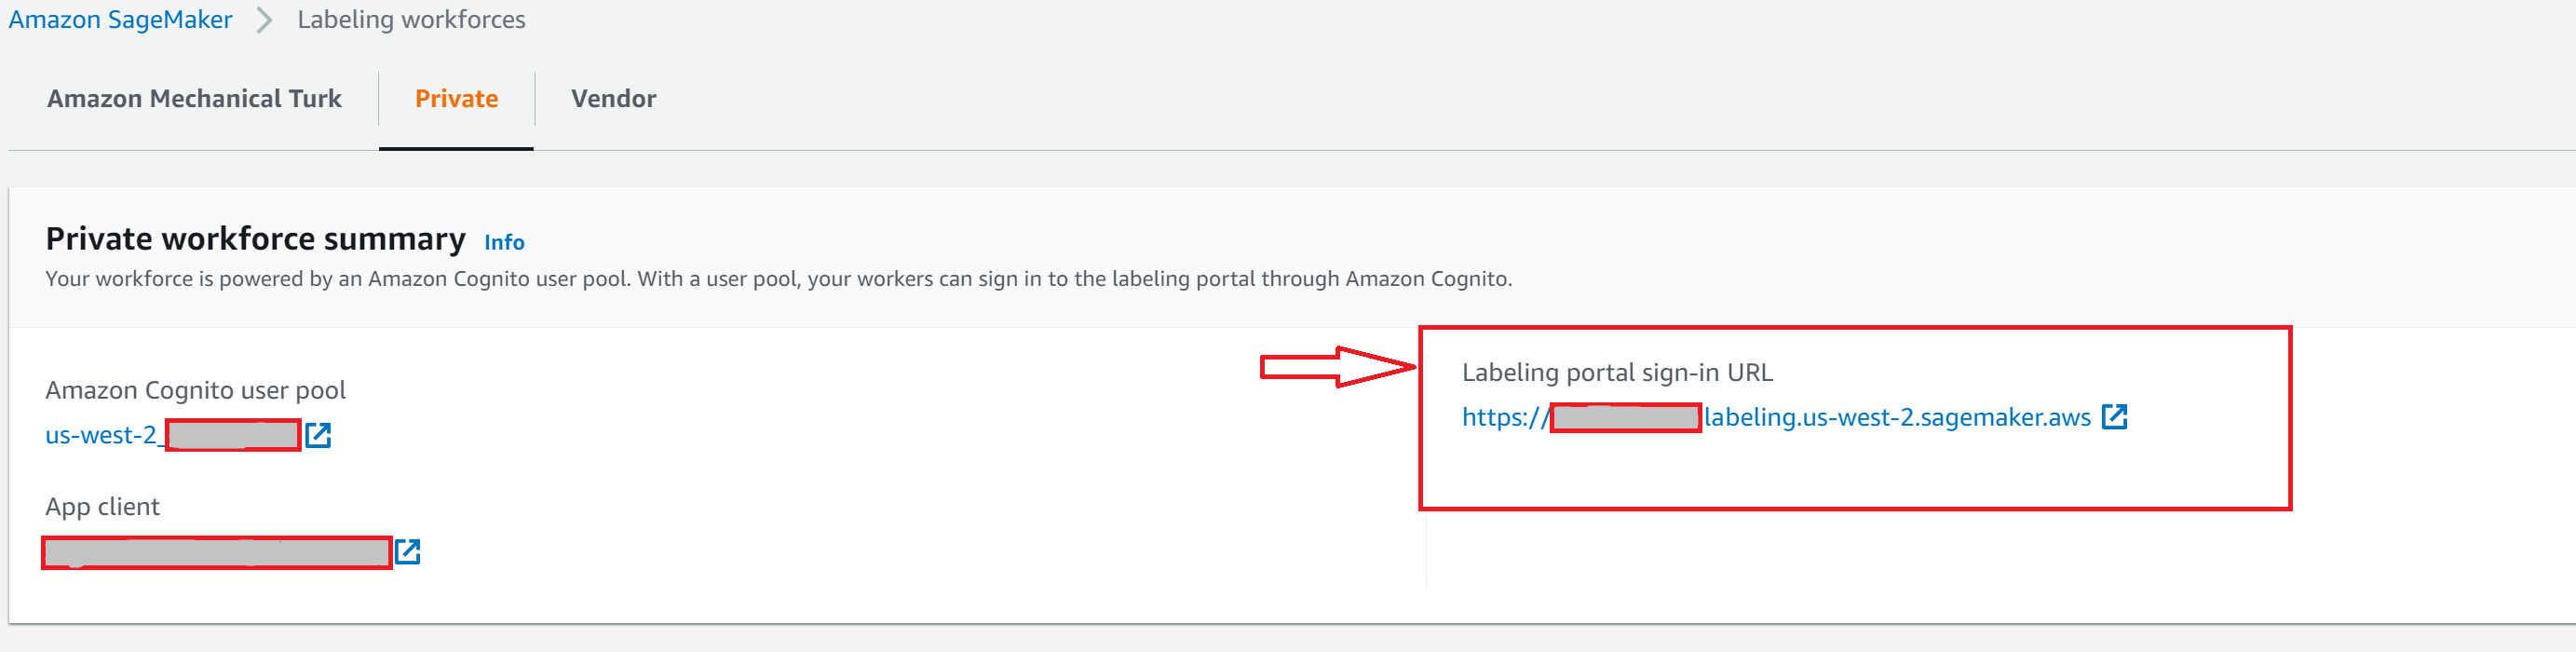 Amazon SageMaker > Labeling workforces
Amazon Mechanical Turk Private Vendor
Private workforce summary Info
Your workforce is powered by an Amazon Cognito user pool. With a user pool, your workers can sign in to the labeling portal through Amazon Cognito.
Amazon Cognito user pool
us-west-2_
App client
Labeling portal sign-in URL
https:// labeling.us-west-2.sagemaker.aws